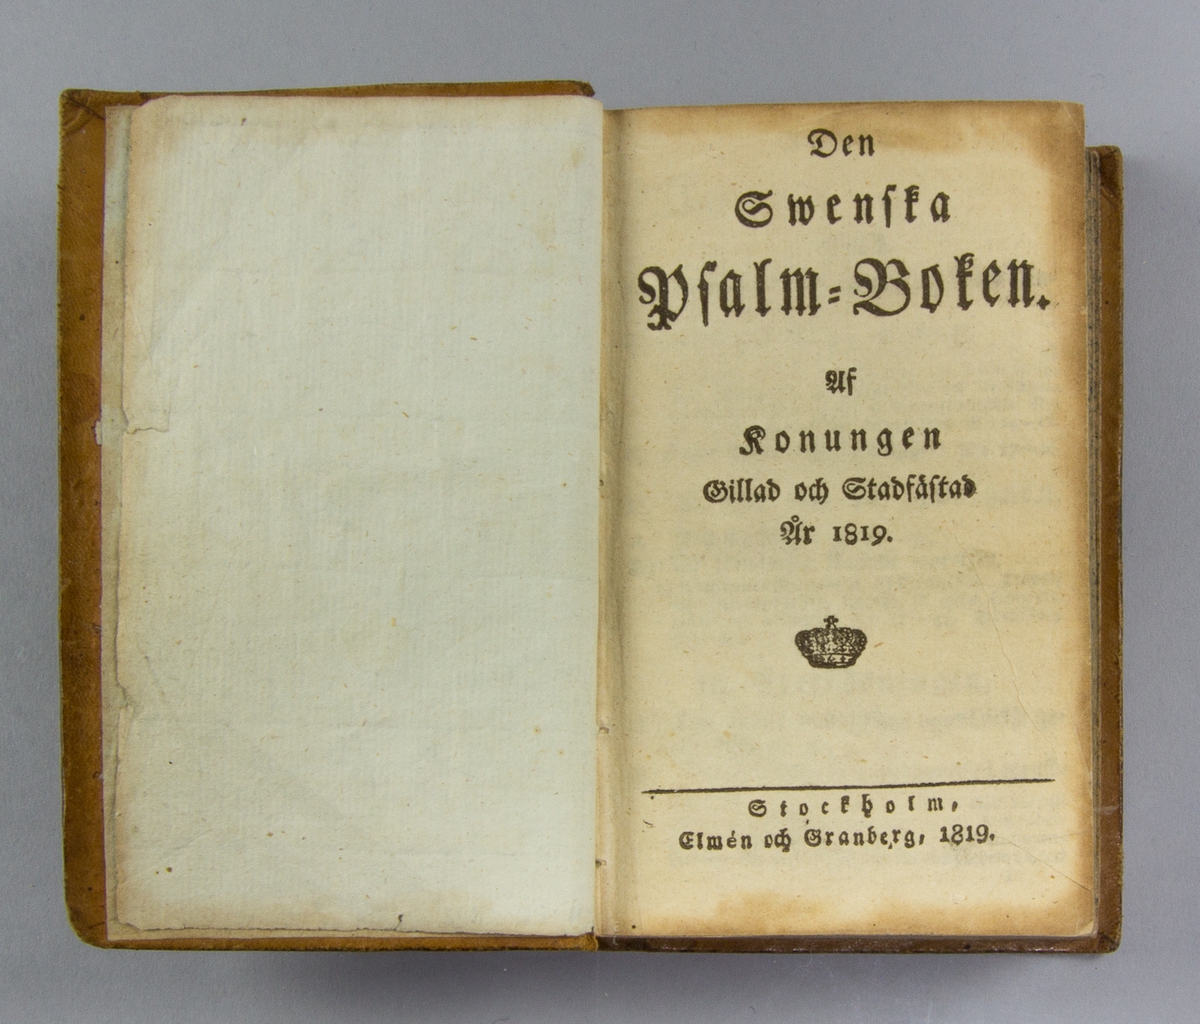 Den
Swenska
Psalm-Boken.
Af
Konungen
Gillad och Stadfästad
År 1819.
Stockholm,
Elmén och Granberg, 1819.